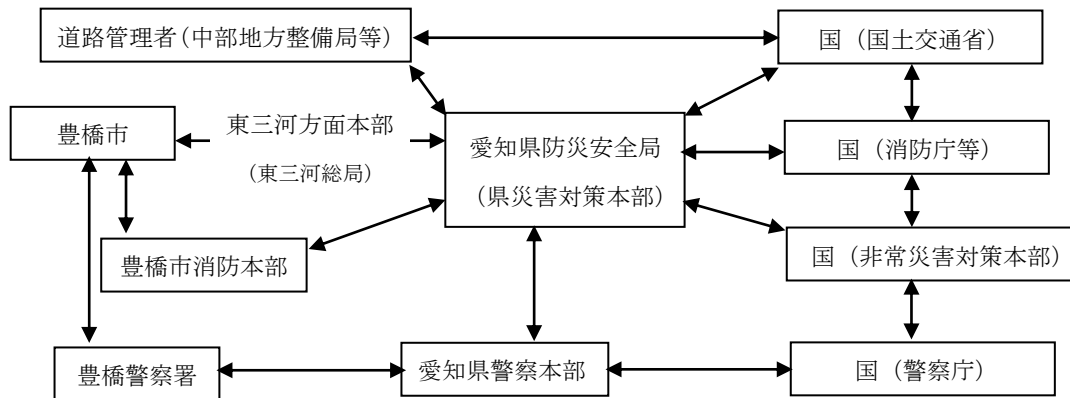 道路管理者（中部地方整備局等）
国（国土交通省）
豊橋市
東三河方面本部
（東三河総局）
愛知県防災安全局
（県災害対策本部）
国（消防庁等）
豊橋市消防本部
国（非常災害対策本部）
豊橋警察署
愛知県警察本部
国（警察庁）